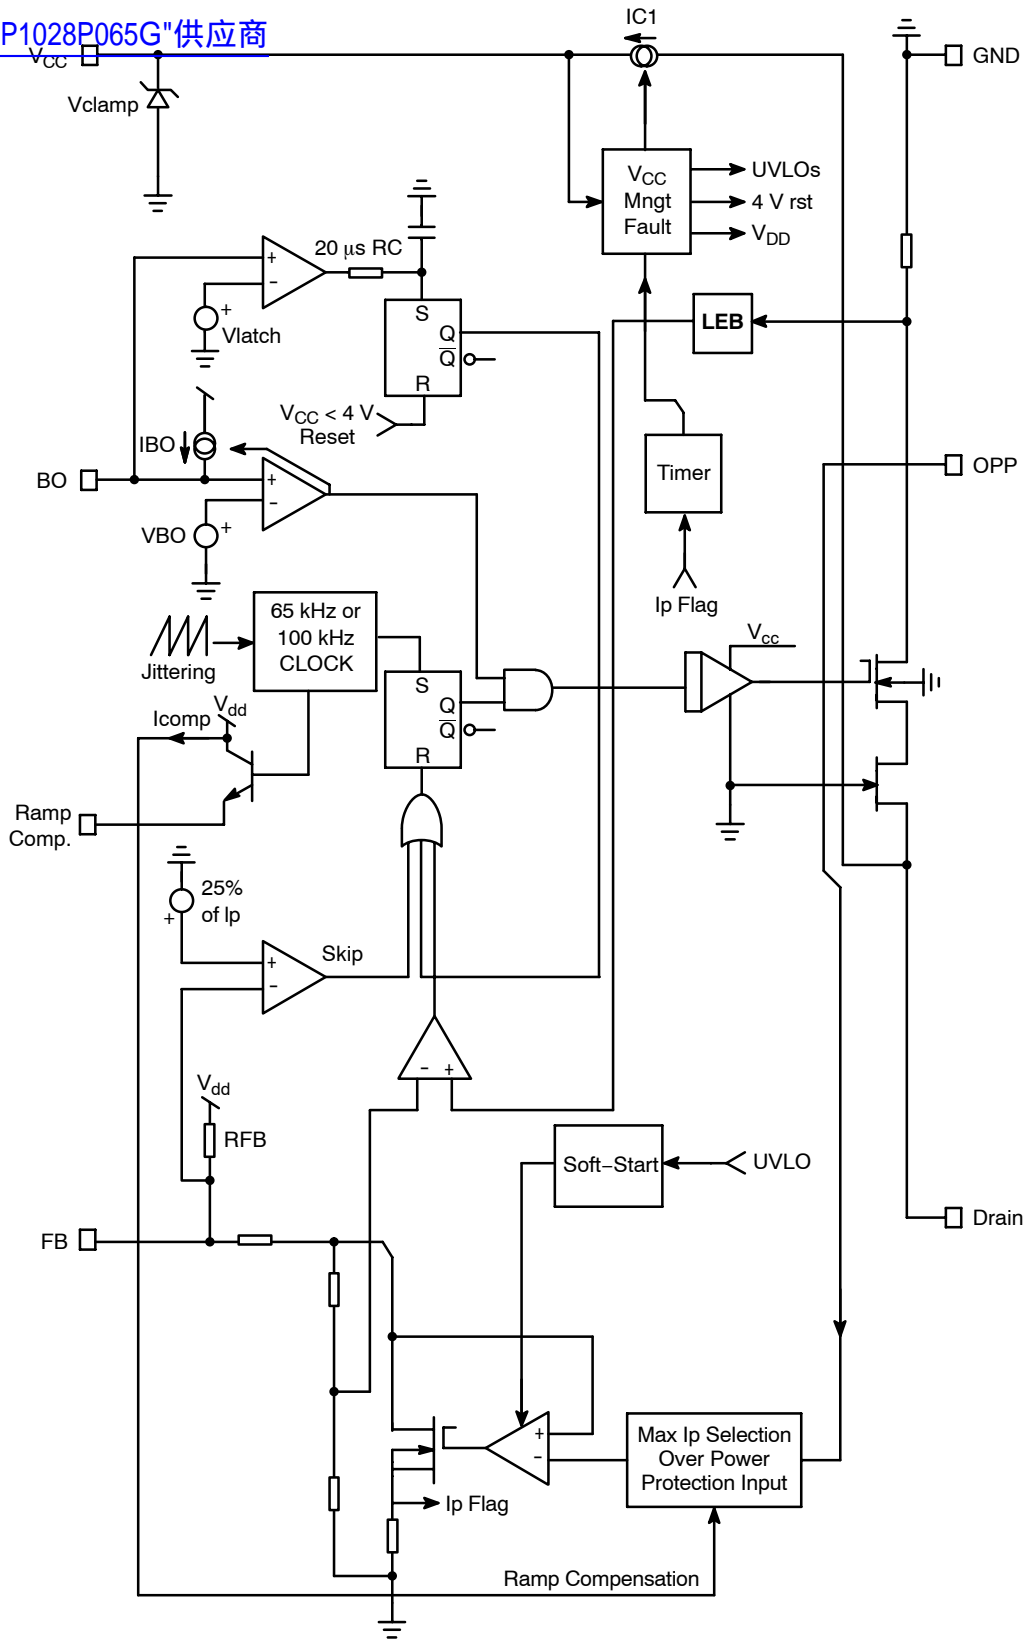 P1028P065G"供应商
IC1
VCC
GND
Vclamp
VCC
Mngt
Fault
UVLOs
4 V rst
VDD
20 μs RC
+
−
S
Q
Q
R
Vlatch
+
LEB
VCC < 4 V
Reset
IBO
BO
+
−
VBO
+
Timer
OPP
Ip Flag
65 kHz or
100 kHz
CLOCK
Jittering
Vcc
S
Q
Q
R
Icomp
Vdd
Ramp
Comp.
25%
of Ip
+
Skip
+
−
− +
Vdd
RFB
Soft−Start
UVLO
FB
Drain
+
−
Max Ip Selection
Over Power
Protection Input
Ip Flag
Ramp Compensation